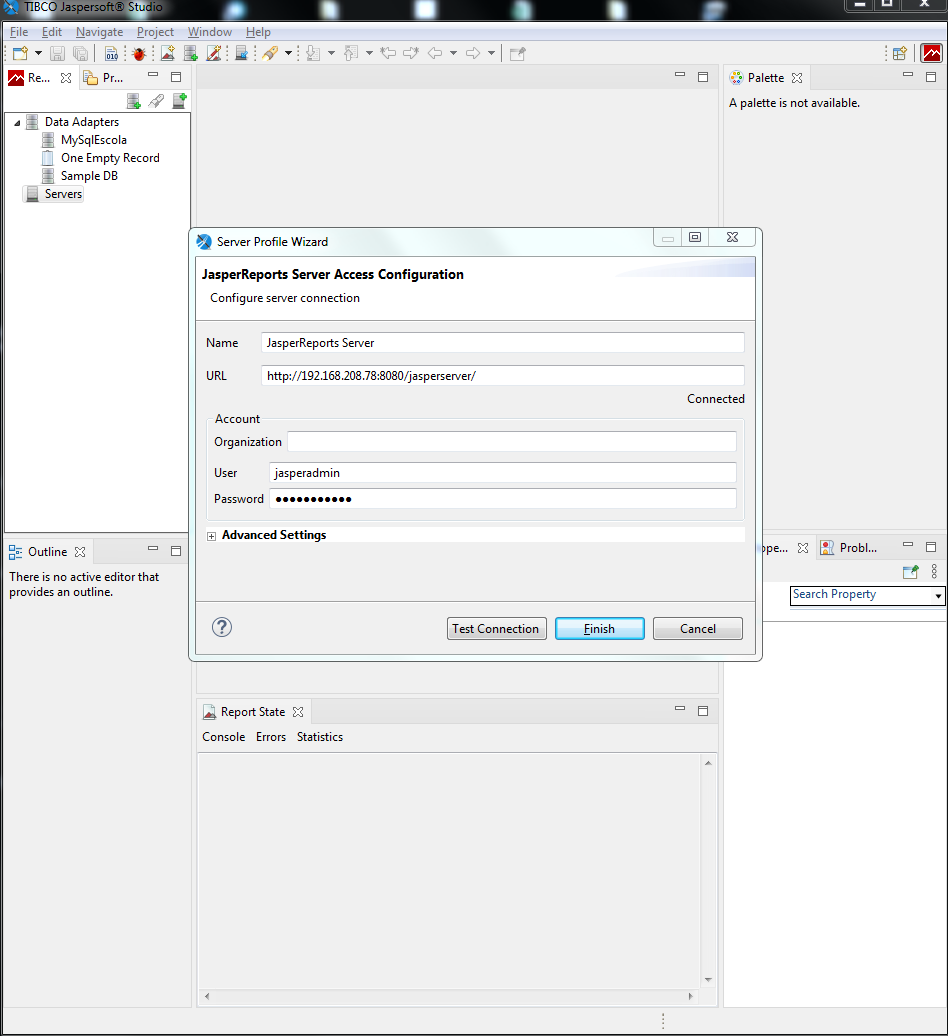 TIBCO Jaspersoft® Studio
File Edit Navigate Project Window Help
010
Re... Pr...
Palette
A palette is not available.
Data Adapters
MySqlEscola
One Empty Record
Sample DB
Servers
Server Profile Wizard
JasperReports Server Access Configuration
Configure server connection
Name JasperReports Server
URL http://192.168.208.78:8080/jasperserver/
Connected
Account
Organization
User jasperadmin
Password ●●●●●●●●●●●
Advanced Settings
Test Connection Finish Cancel
Outline
There is no active editor that
provides an outline.
ope... Probl...
Search Property
Report State
Console Errors Statistics